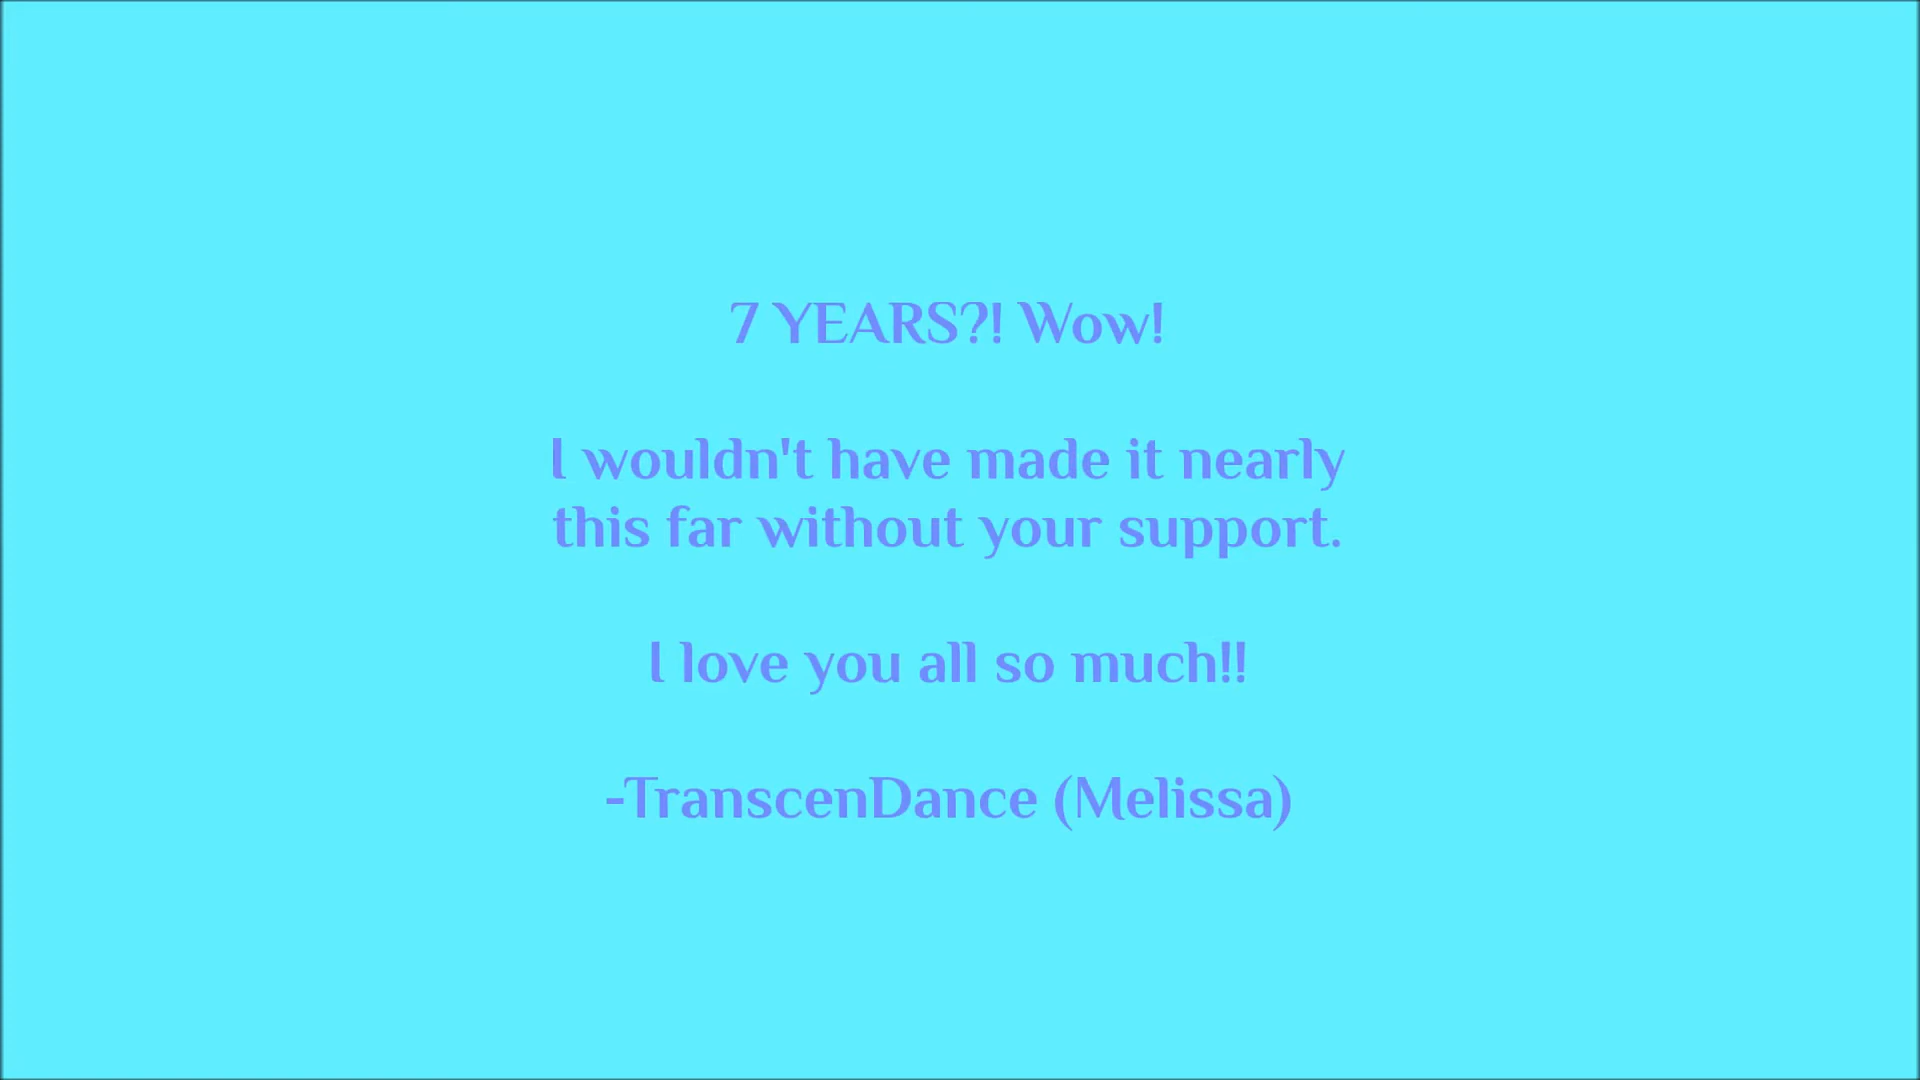 7 YEARS?! Wow!
I wouldn't have made it nearly
this far without your support.
I love you all so much!!
-TranscenDance (Melissa)